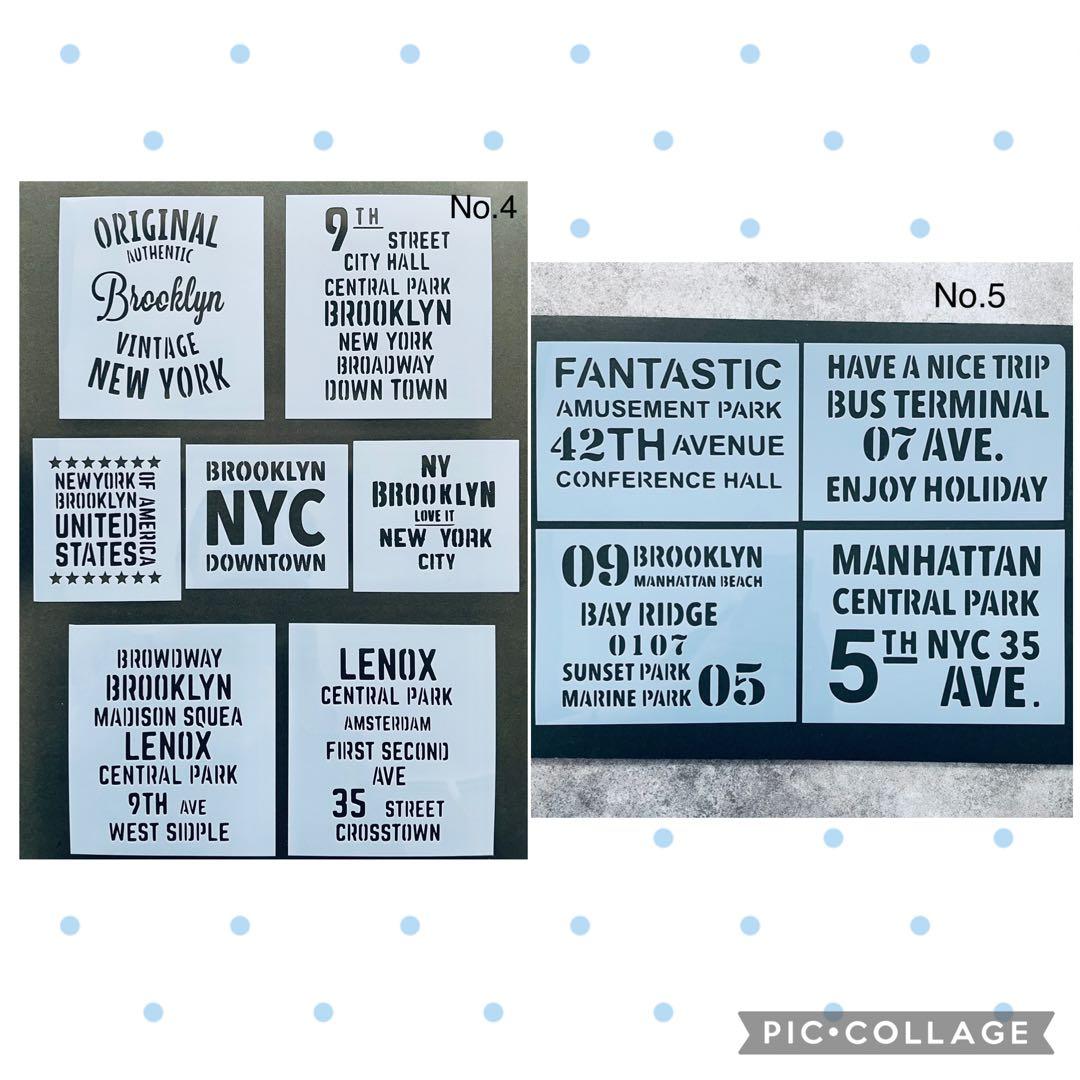 No.4
ORIGINAL
AUTHENTIC
Brooklyn
VINTAGE
NEW YORK
9TH STREET
CITY HALL
CENTRAL PARK
BROOKLYN
NEW YORK
BROADWAY
DOWN TOWN
NEWYORK
BROOKLYN
UNITED
STATES
OF AMERICA
BROOKLYN
NYC
DOWNTOWN
NY
BROOKLYN
LOVE IT
NEW YORK
CITY
BROWDWAY
BROOKLYN
MADISON SQUEA
LENOX
CENTRAL PARK
9TH AVE
WEST SIDPLE
LENOX
CENTRAL PARK
AMSTERDAM
FIRST SECOND
AVE
35 STREET
CROSSTOWN
No.5
FANTASTIC
AMUSEMENT PARK
42TH AVENUE
CONFERENCE HALL
HAVE A NICE TRIP
BUS TERMINAL
07 AVE.
ENJOY HOLIDAY
09 BROOKLYN
MANHATTAN BEACH
BAY RIDGE
0107
SUNSET PARK
MARINE PARK 05
MANHATTAN
CENTRAL PARK
5TH NYC 35
AVE.
PIC•COLLAGE